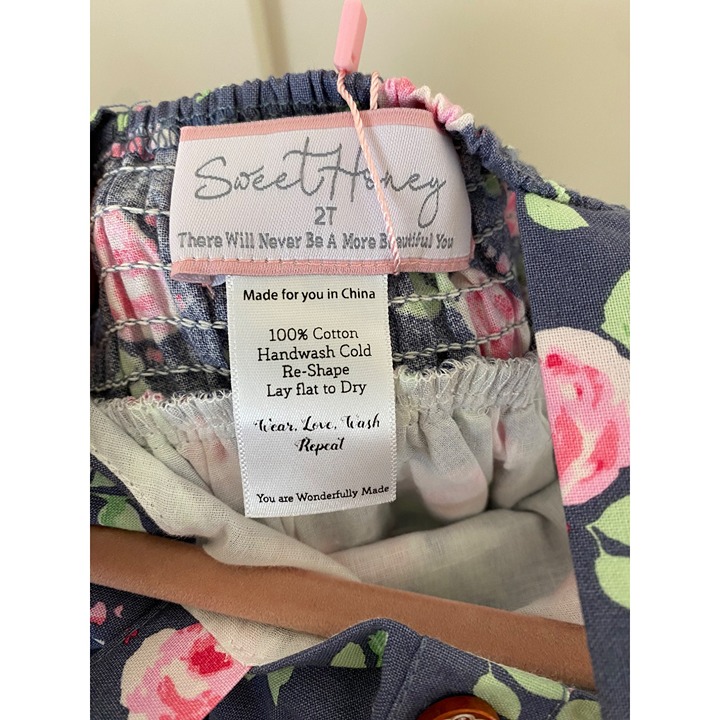 Sweet Honey
2T
There Will Never Be A More Beautiful You
Made for you in China
100% Cotton
Handwash Cold
Re-Shape
Lay flat to Dry
Wear, Love, Wash
Repeat
You are Wonderfully Made